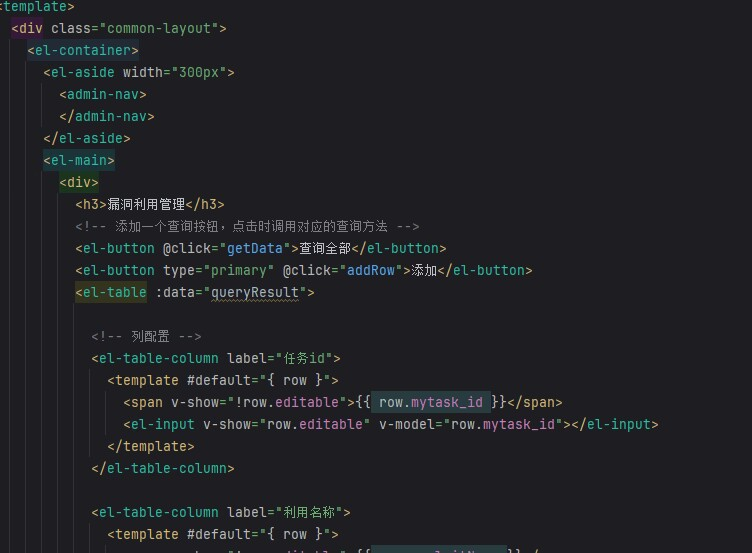 <template>
<div class="common-layout">
<el-container>
<el-aside width="300px">
<admin-nav>
</admin-nav>
</el-aside>
<el-main>
<div>
<h3>漏洞利用管理</h3>
<!-- 添加一个查询按钮，点击时调用对应的查询方法 -->
<el-button @click="getData">查询全部</el-button>
<el-button type="primary" @click="addRow">添加</el-button>
<el-table :data="queryResult">
<!-- 列配置 -->
<el-table-column label="任务id">
<template #default="{ row }">
<span v-show="!row.editable">{{ row.mytask_id }}</span>
<el-input v-show="row.editable" v-model="row.mytask_id"></el-input>
</template>
</el-table-column>
<el-table-column label="利用名称">
<template #default="{ row }">